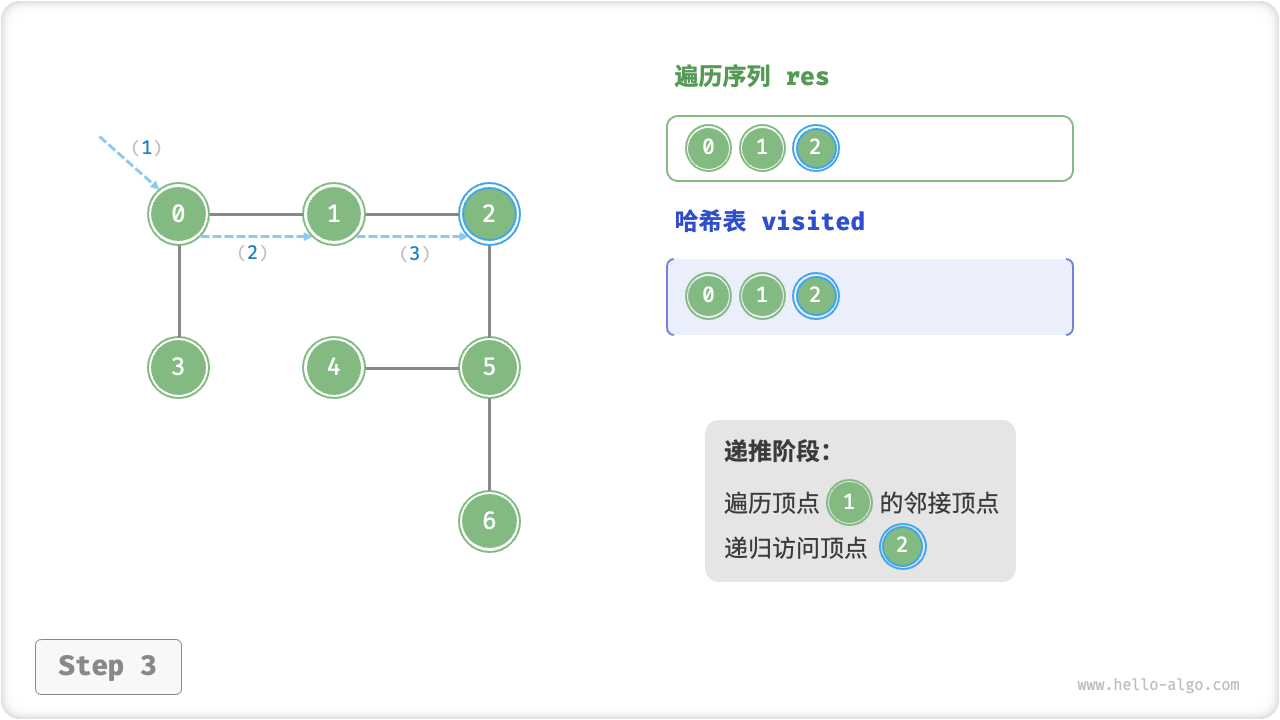 遍历序列 res
0 1 2
哈希表 visited
0 1 2
(1)
0 1 2
(2) (3)
3 4 5
6
递推阶段：
遍历顶点 1 的邻接顶点
递归访问顶点 2
Step 3
www.hello-algo.com